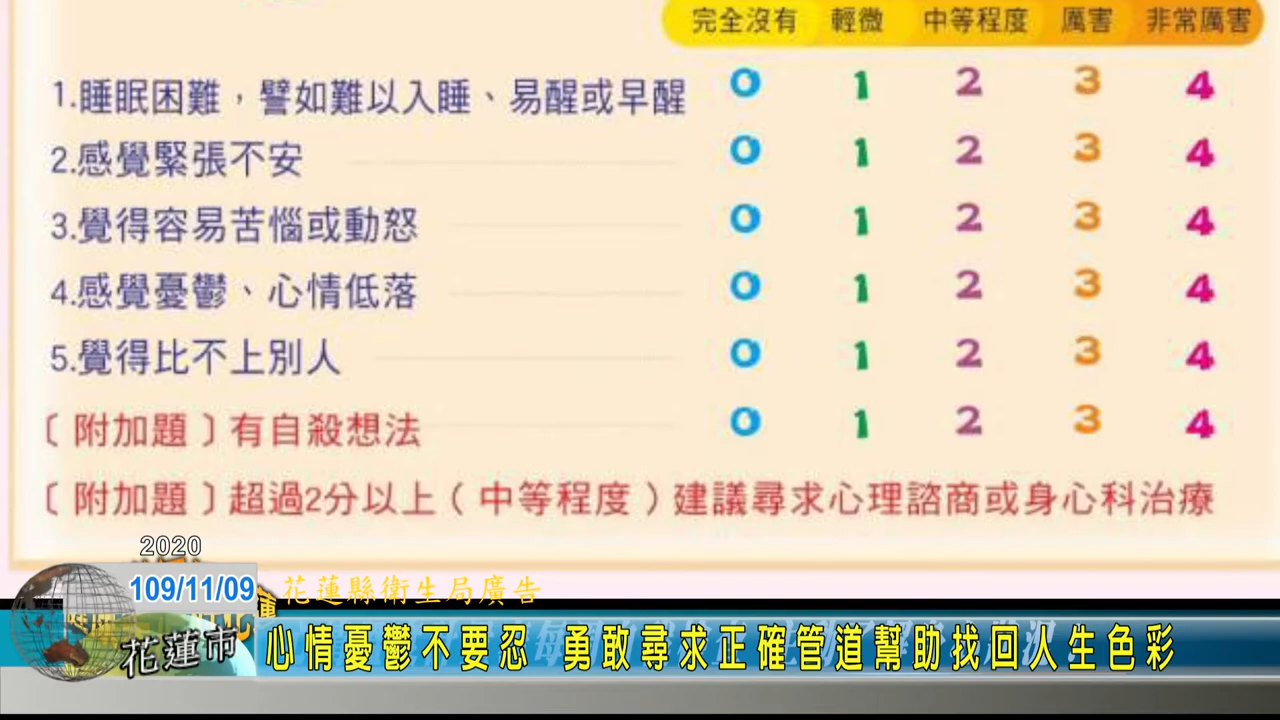 完全沒有 輕微 中等程度 厲害 非常厲害
1.睡眠困難，譬如難以入睡、易醒或早醒 0 1 2 3 4
2.感覺緊張不安 0 1 2 3 4
3.覺得容易苦惱或動怒 0 1 2 3 4
4.感覺憂鬱、心情低落 0 1 2 3 4
5.覺得比不上別人 0 1 2 3 4
〔附加題〕有自殺想法 0 1 2 3 4
〔附加題〕超過2分以上（中等程度）建議尋求心理諮商或身心科治療
2020
109/11/09
花蓮縣衛生局廣告
花蓮市
心情憂鬱不要忍 勇敢尋求正確管道幫助找回人生色彩